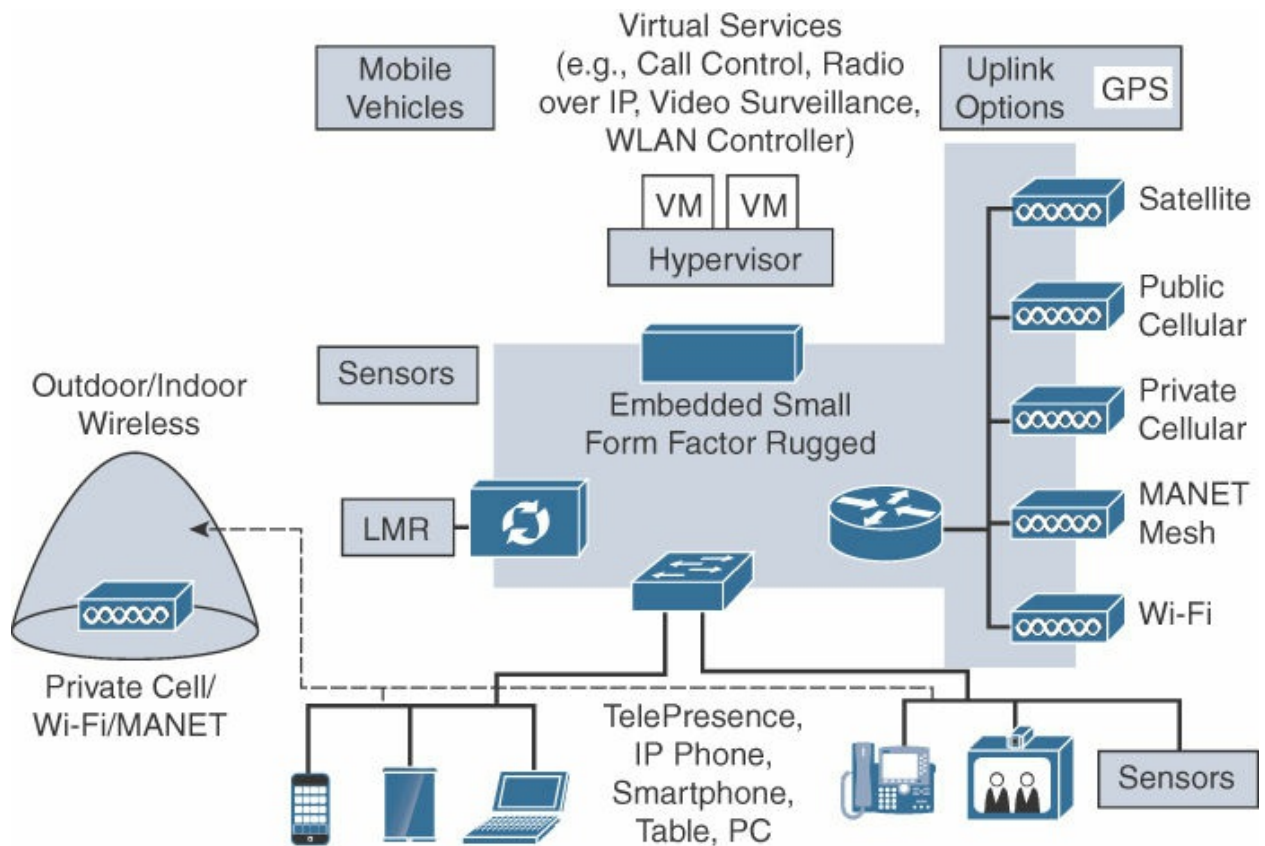 Mobile
Vehicles
Virtual Services
(e.g., Call Control, Radio
over IP, Video Surveillance,
WLAN Controller)
Uplink
Options
GPS
VM
VM
Hypervisor
Satellite
Public
Cellular
Private
Cellular
MANET
Mesh
Wi-Fi
Sensors
Embedded Small
Form Factor Rugged
Outdoor/Indoor
Wireless
LMR
Private Cell/
Wi-Fi/MANET
TelePresence,
IP Phone,
Smartphone,
Table, PC
Sensors